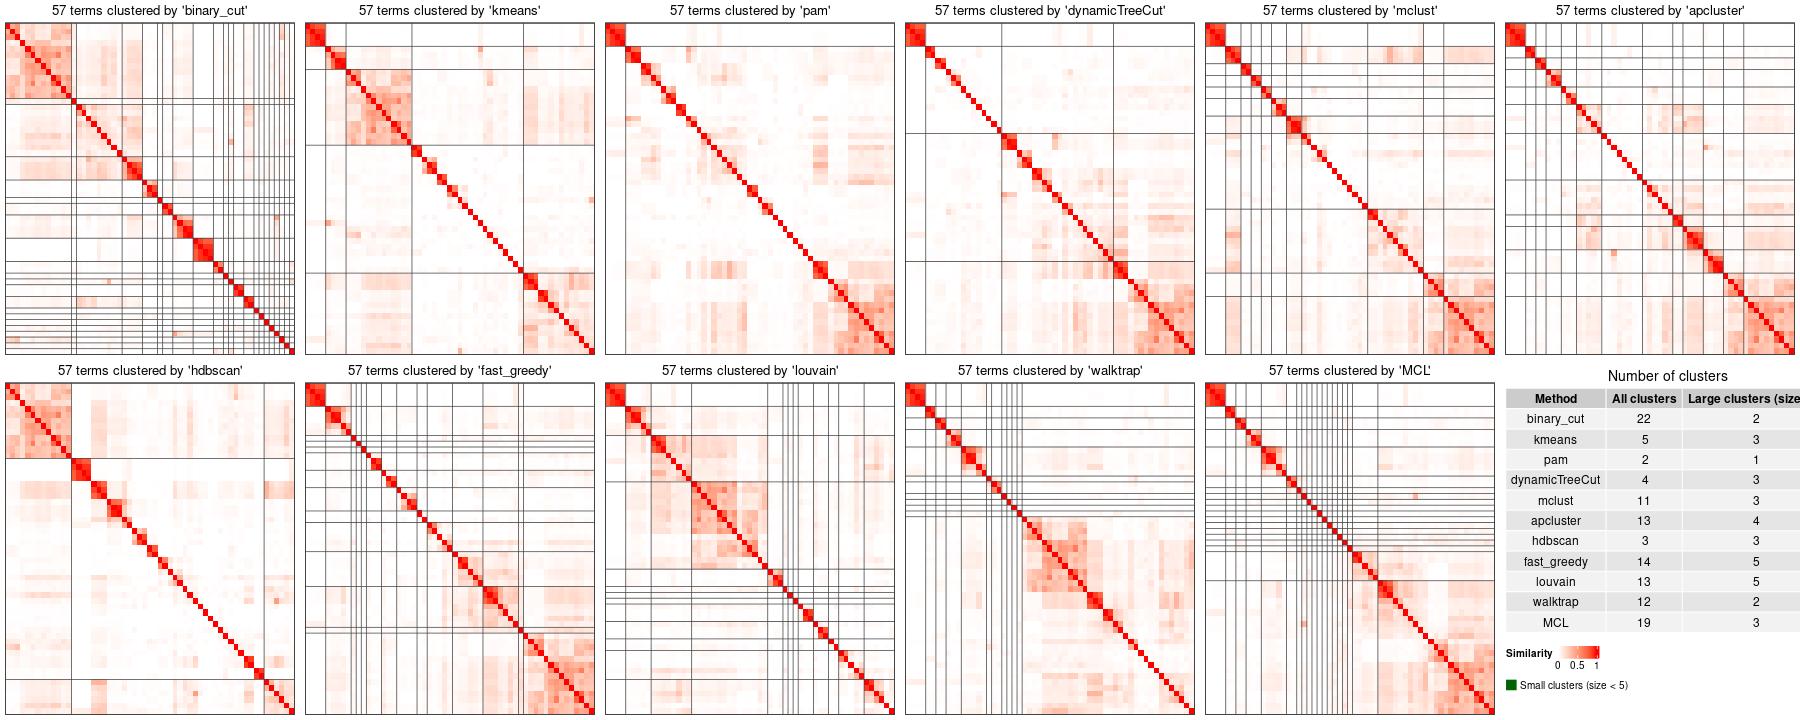 57 terms clustered by 'binary_cut'
57 terms clustered by 'kmeans'
57 terms clustered by 'pam'
57 terms clustered by 'dynamicTreeCut'
57 terms clustered by 'mclust'
57 terms clustered by 'apcluster'
57 terms clustered by 'hdbscan'
57 terms clustered by 'fast_greedy'
57 terms clustered by 'louvain'
57 terms clustered by 'walktrap'
57 terms clustered by 'MCL'
Number of clusters
Method All clusters Large clusters (size
binary_cut 22 2
kmeans 5 3
pam 2 1
dynamicTreeCut 4 3
mclust 11 3
apcluster 13 4
hdbscan 3 3
fast_greedy 14 5
louvain 13 5
walktrap 12 2
MCL 19 3
Similarity
0 0.5 1
Small clusters (size < 5)